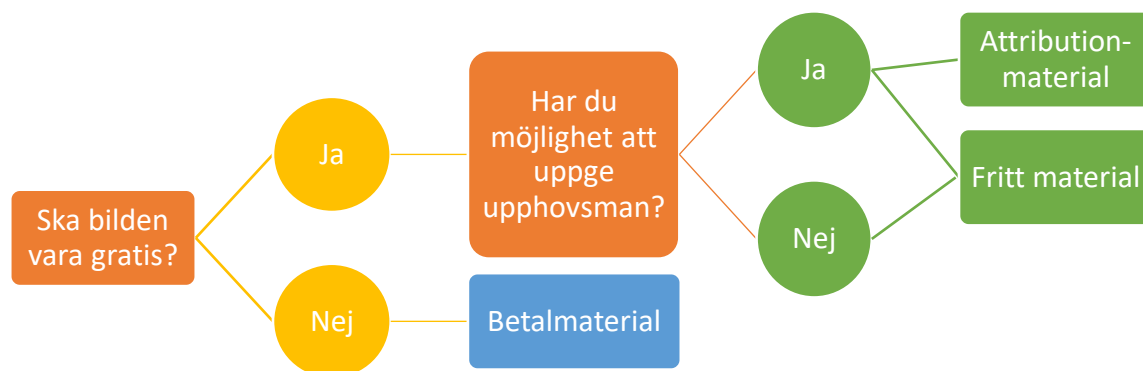 Ska bilden
vara gratis?
Ja
Nej
Har du
möjlighet att
uppge
upphovsman?
Betalmaterial
Ja
Nej
Attribution-
material
Fritt material